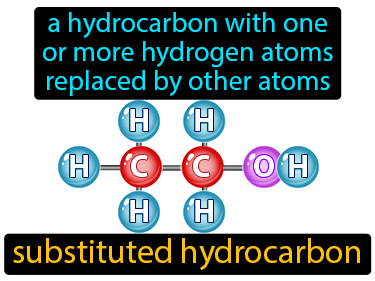 a hydrocarbon with one
or more hydrogen atoms
replaced by other atoms
H H
H C C O H
H H
substituted hydrocarbon